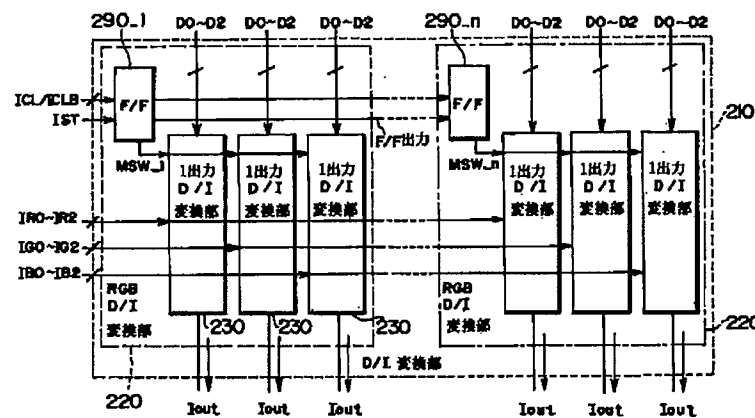 290_1
D0~D2 D0~D2 D0~D2
290_n
D0~D2 D0~D2 D0~D2
F/F
F/F
ICL/ICLB
IST
210
F/F出力
MSW_1
MSW_n
1出力
D/I
変換部
1出力
D/I
変換部
1出力
D/I
変換部
1出力
D/I
変換部
1出力
D/I
変換部
1出力
D/I
変換部
IR0~IR2
IG0~IG2
IB0~IB2
RGB
D/I
変換部
RGB
D/I
変換部
230 230 230
220
D/I 変換部
220
Iout Iout Iout
Iout Iout Iout